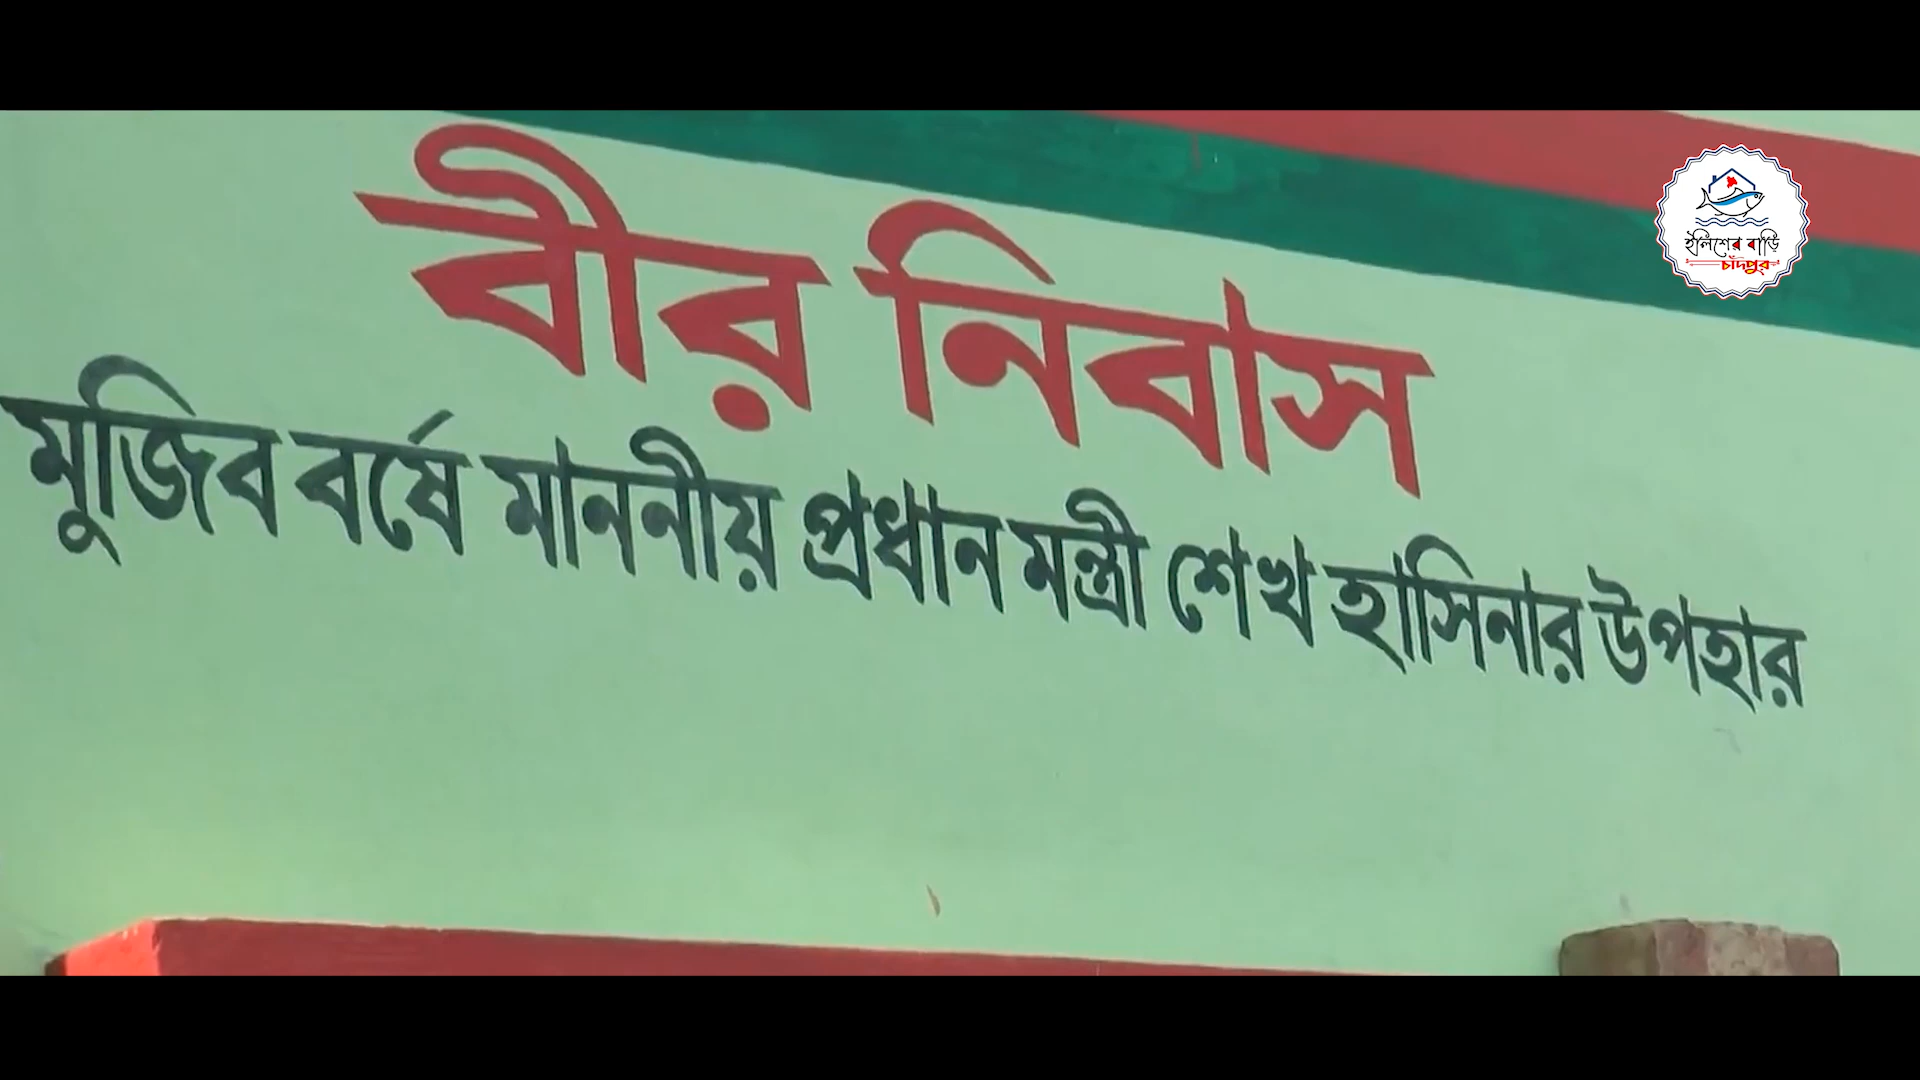 বীর নিবাস
মুজিব বর্ষে মাননীয় প্রধান মন্ত্রী শেখ হাসিনার উপহার
ইলিশের বাড়ি
চাঁদপুর